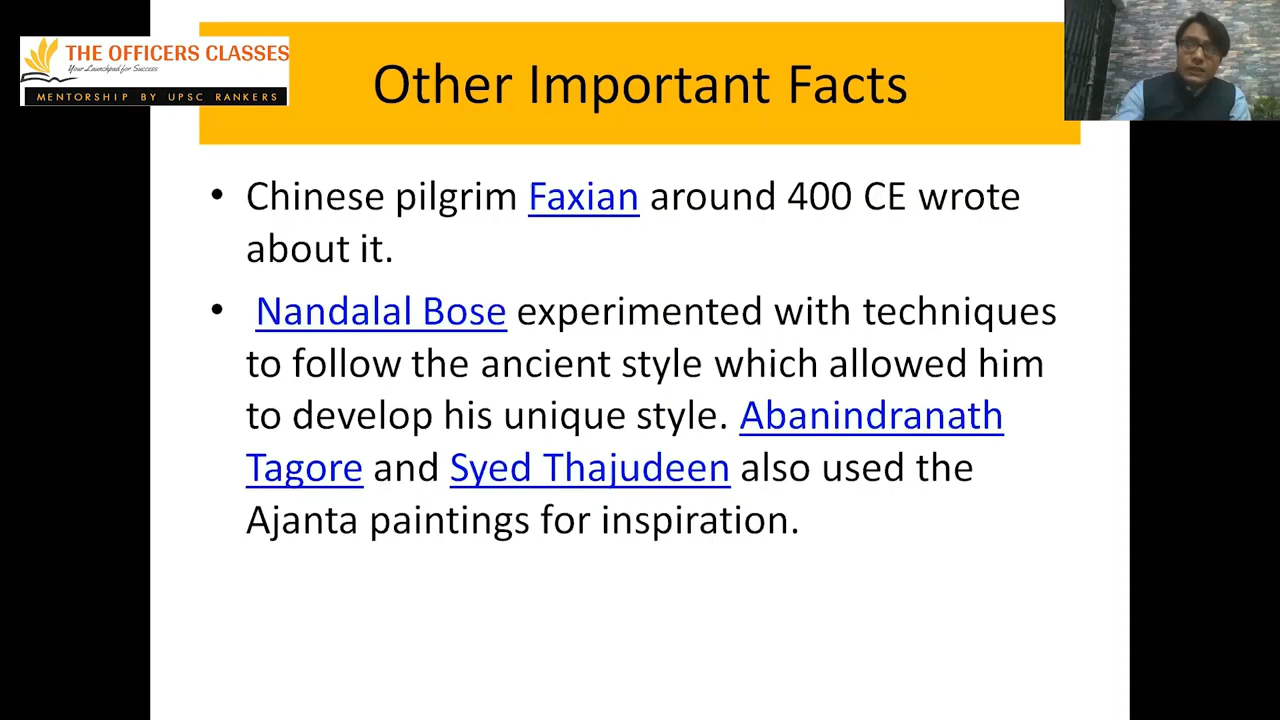 THE OFFICERS CLASSES
Your Launchpad for Success
MENTORSHIP BY UPSC RANKERS
Other Important Facts
• Chinese pilgrim Faxian around 400 CE wrote
about it.
• Nandalal Bose experimented with techniques
to follow the ancient style which allowed him
to develop his unique style. Abanindranath
Tagore and Syed Thajudeen also used the
Ajanta paintings for inspiration.